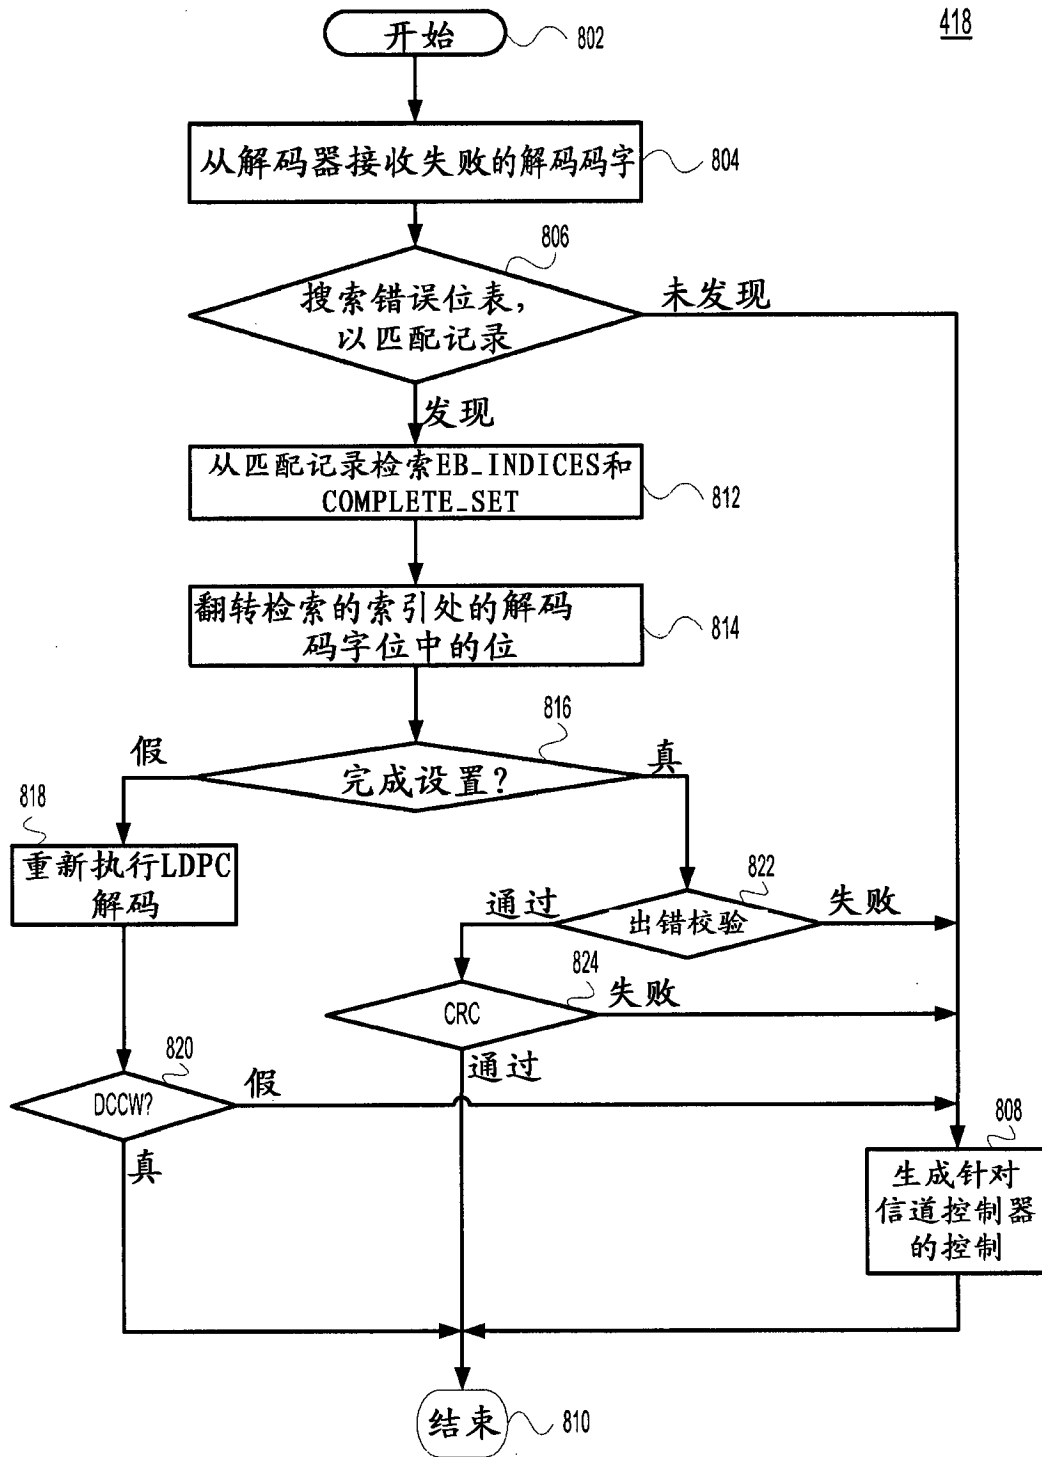 418
开始
802
从解码器接收失败的解码码字
804
806
搜索错误位表，
以匹配记录
未发现
发现
从匹配记录检索EB_INDICES和
COMPLETE_SET
812
翻转检索的索引处的解码
码字位中的位
814
816
假
完成设置?
真
818
重新执行LDPC
解码
822
通过
出错校验
失败
824
CRC
失败
通过
820
DCCW?
假
真
808
生成针对
信道控制器
的控制
结束
810